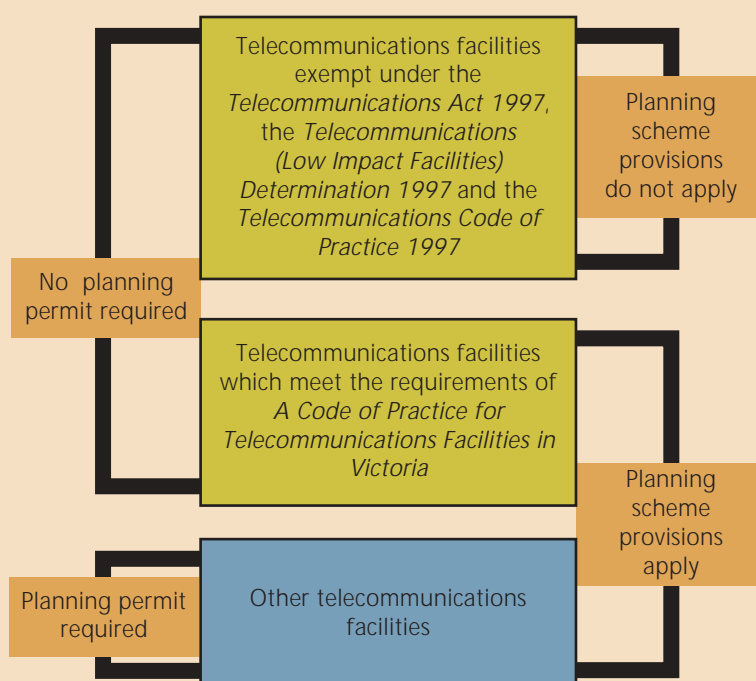 Telecommunications facilities
exempt under the
Telecommunications Act 1997,
the Telecommunications
(Low Impact Facilities)
Determination 1997 and the
Telecommunications Code of
Practice 1997
Planning
scheme
provisions
do not apply
No planning
permit required
Telecommunications facilities
which meet the requirements of
A Code of Practice for
Telecommunications Facilities in
Victoria
Planning
scheme
provisions
apply
Planning permit
required
Other telecommunications
facilities